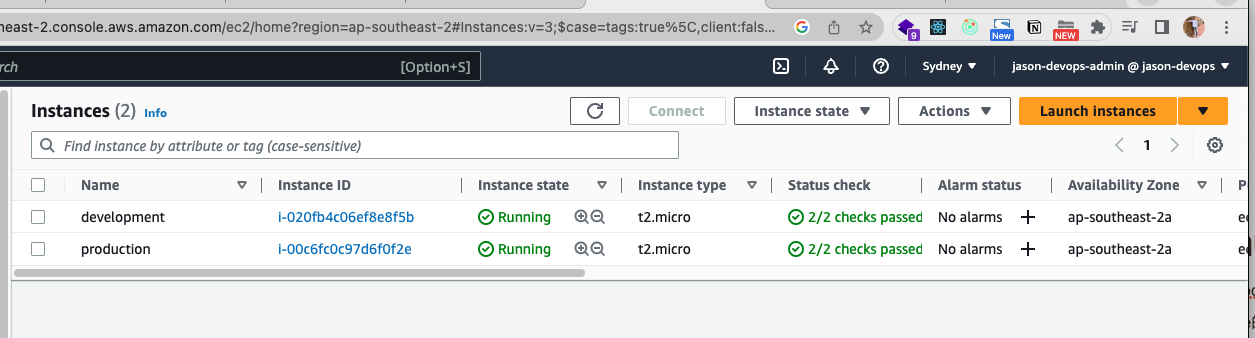 east-2.console.aws.amazon.com/ec2/home?region=ap-southeast-2#Instances:v=3;$case=tags:true%5C,client:fals...
9
New
NEW
rch
[Option+S]
Sydney
jason-devops-admin @ jason-devops
Instances (2) Info
Connect
Instance state
Actions
Launch instances
Find instance by attribute or tag (case-sensitive)
1
Name Instance ID Instance state Instance type Status check Alarm status Availability Zone P
development i-020fb4c06ef8e8f5b Running t2.micro 2/2 checks passed No alarms + ap-southeast-2a ec
production i-00c6fc0c97d6f0f2e Running t2.micro 2/2 checks passed No alarms + ap-southeast-2a ec